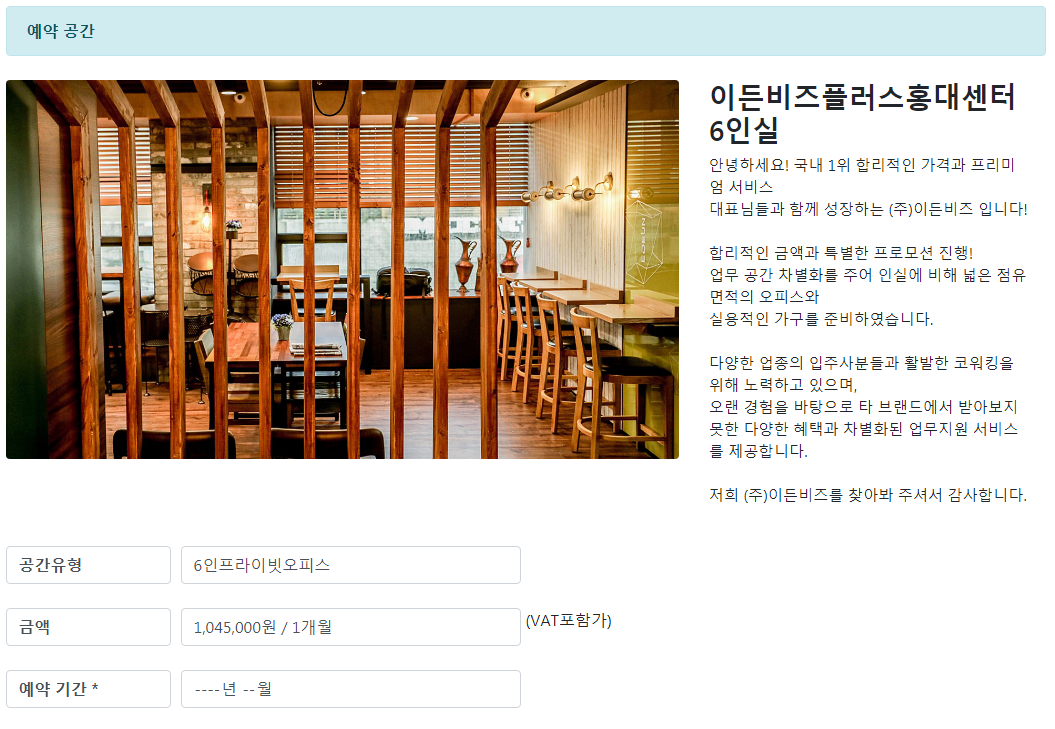 예약 공간
이든비즈플러스홍대센터
6인실
안녕하세요! 국내 1위 합리적인 가격과 프리미
엄 서비스
대표님들과 함께 성장하는 (주)이든비즈 입니다!
합리적인 금액과 특별한 프로모션 진행!
업무 공간 차별화를 주어 인실에 비해 넓은 점유
면적의 오피스와
실용적인 가구를 준비하였습니다.
다양한 업종의 입주사분들과 활발한 코워킹을
위해 노력하고 있으며,
오랜 경험을 바탕으로 타 브랜드에서 받아보지
못한 다양한 혜택과 차별화된 업무지원 서비스
를 제공합니다.
저희 (주)이든비즈를 찾아봐 주셔서 감사합니다.
공간유형 6인프라이빗오피스
금액 1,045,000원 / 1개월 (VAT포함가)
예약 기간 * ----년 --월